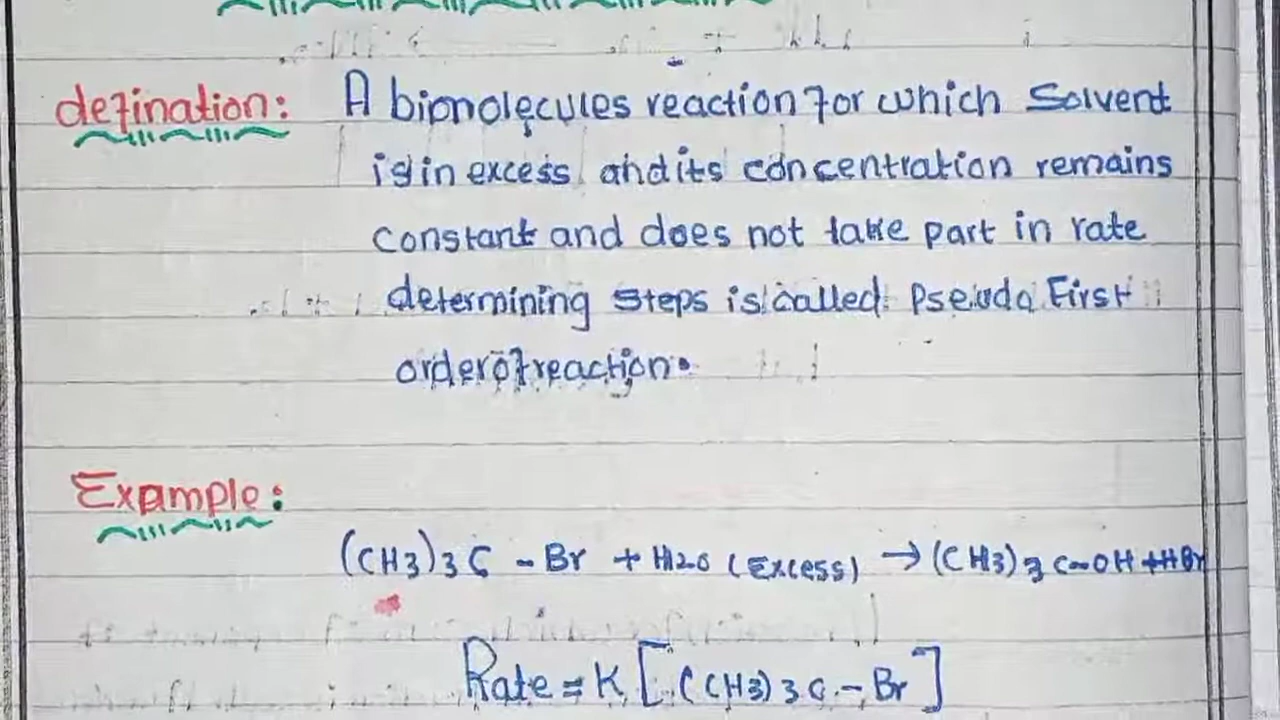 defination: A bipnolecules reaction for which Solvent
is in excess and its concentration remains
constant and does not take part in rate
determining steps is called Pseudo First
order of reaction.
Example:
(CH3)3C - Br + H2O (Excess) → (CH3)3C-OH + HBr
Rate = K [(CH3)3C - Br]